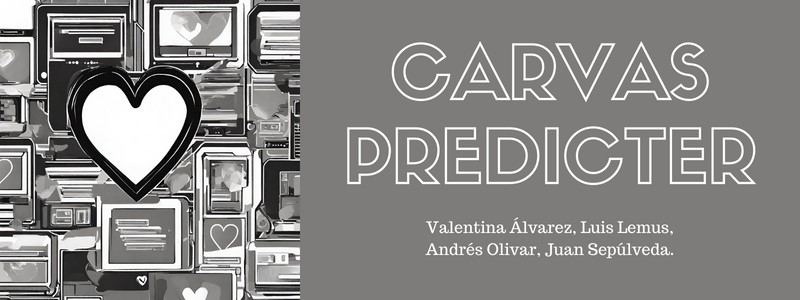 CARVAS
PREDICTER
Valentina Álvarez, Luis Lemus,
Andrés Olivar, Juan Sepúlveda.